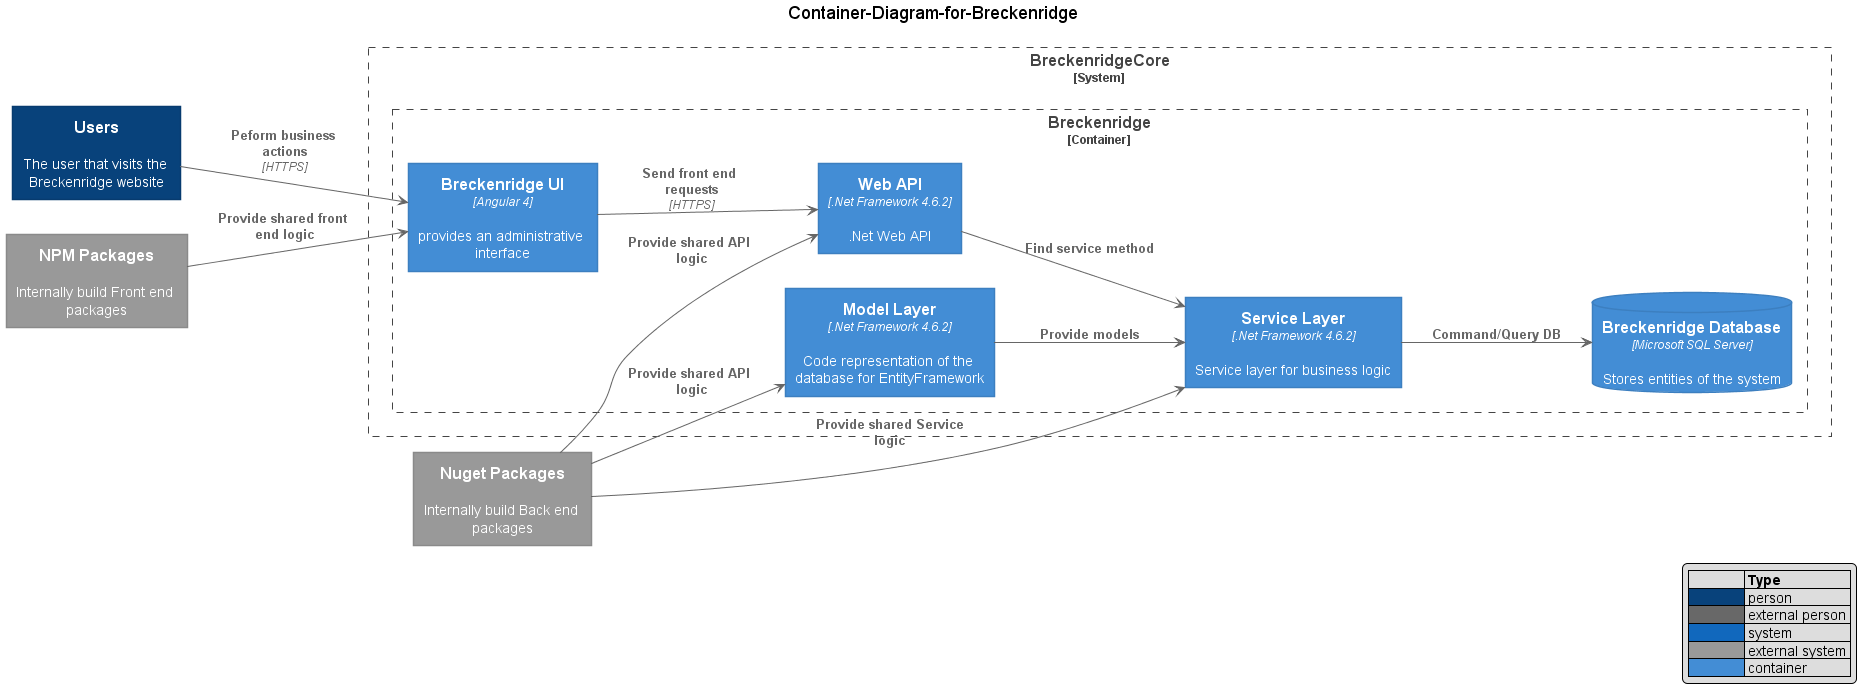 Container-Diagram-for-Breckenridge
BreckenridgeCore
[System]
Breckenridge
[Container]
Users
The user that visits the
Breckenridge website
Peform business
actions
[HTTPS]
NPM Packages
Internally build Front end
packages
Provide shared front
end logic
Breckenridge UI
[Angular 4]
provides an administrative
interface
Send front end
requests
[HTTPS]
Provide shared API
logic
Web API
[.Net Framework 4.6.2]
.Net Web API
Find service method
Model Layer
[.Net Framework 4.6.2]
Code representation of the
database for EntityFramework
Provide models
Service Layer
[.Net Framework 4.6.2]
Service layer for business logic
Command/Query DB
Breckenridge Database
[Microsoft SQL Server]
Stores entities of the system
Provide shared API
logic
Provide shared Service
logic
Nuget Packages
Internally build Back end
packages
Type
person
external person
system
external system
container